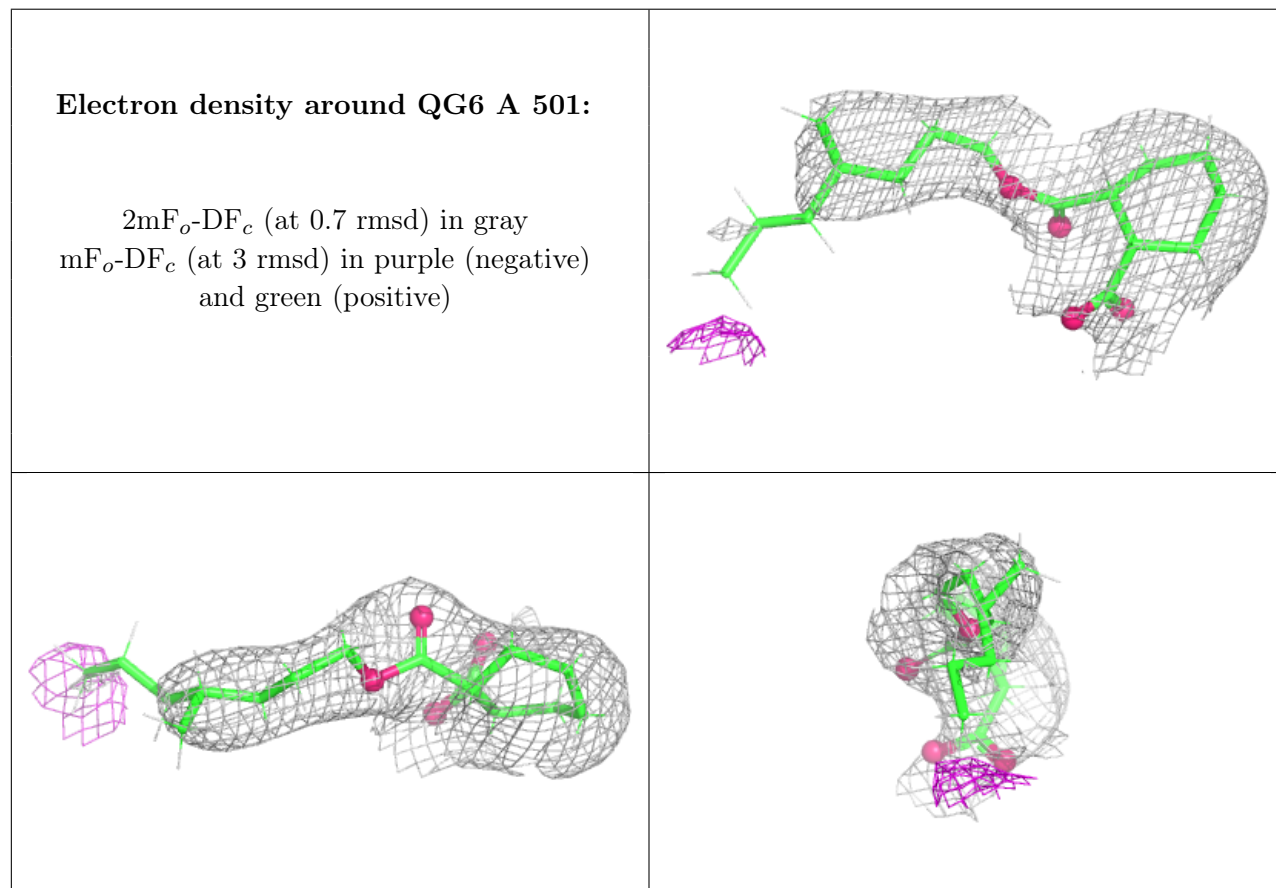 Electron density around QG6 A 501:
2mFo-DFc (at 0.7 rmsd) in gray
mFo-DFc (at 3 rmsd) in purple (negative)
and green (positive)